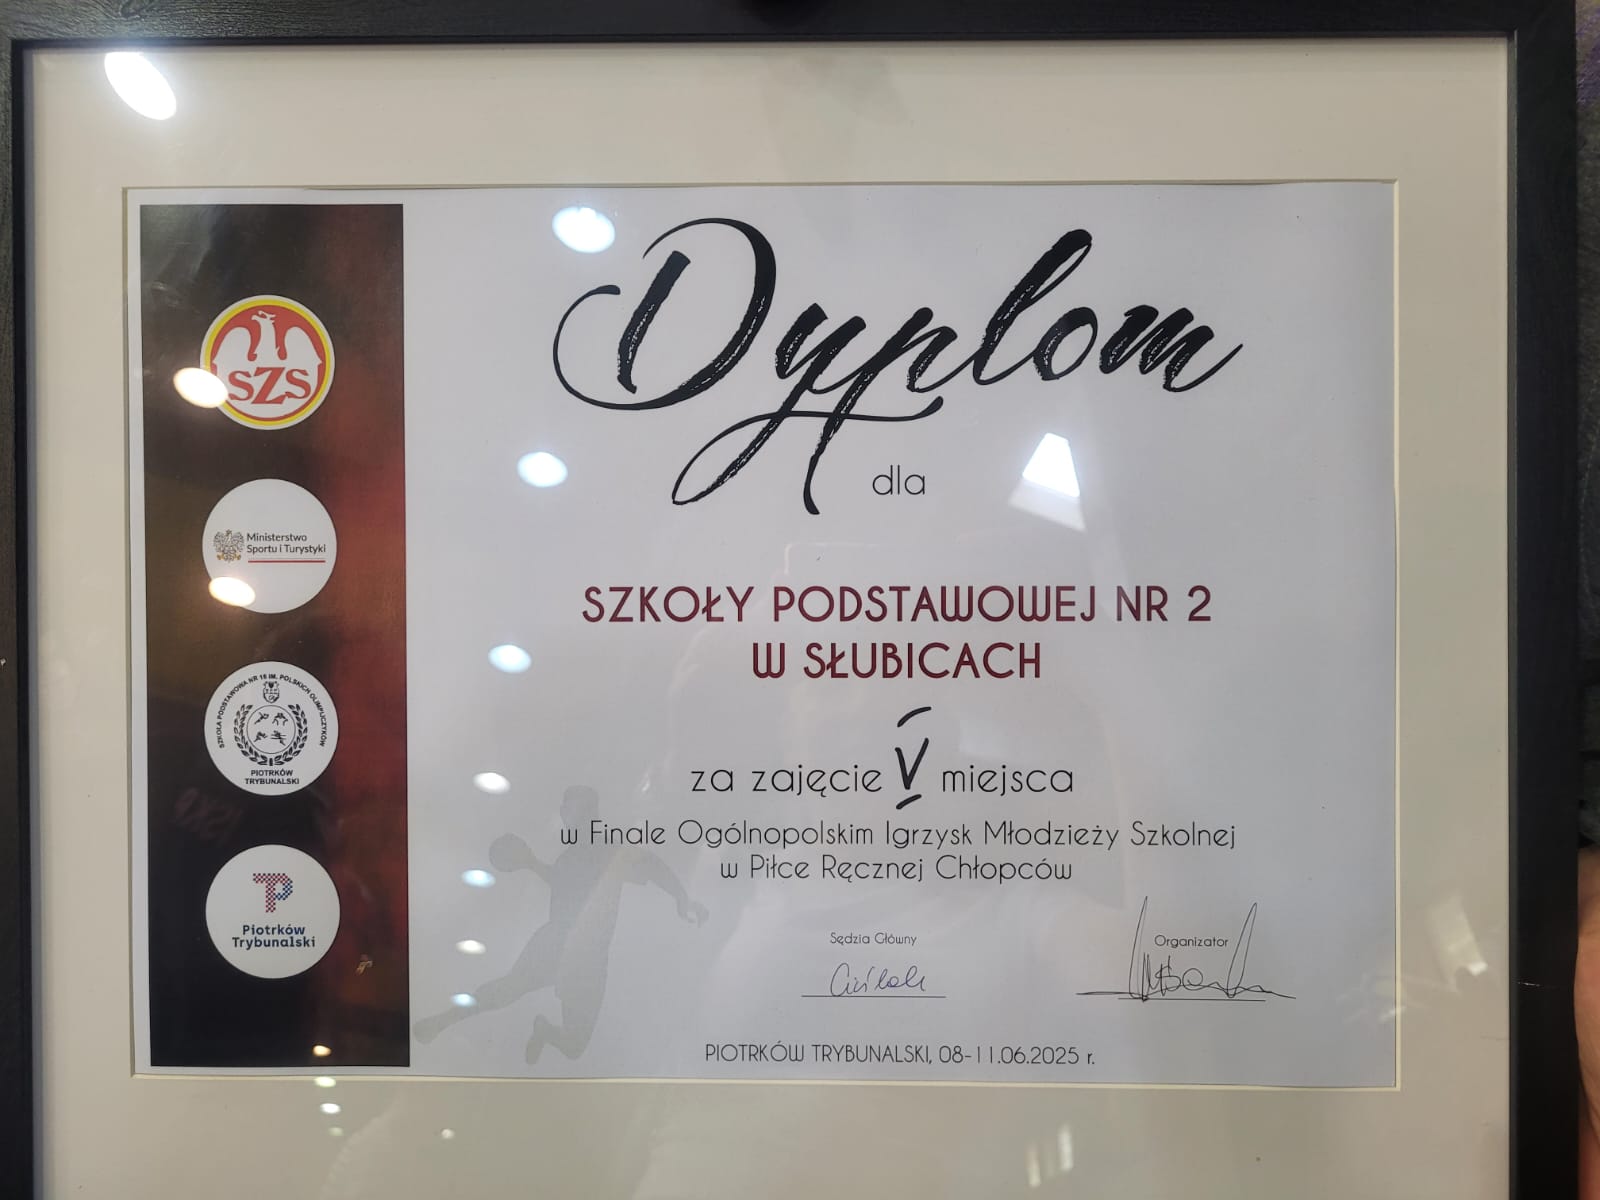 SZS
Ministerstwo
Sportu i Turystyki
SZKOŁA PODSTAWOWA NR 16 IM. POLSKICH OLIMPIJCZYKÓW
PIOTRKÓW
TRYBUNALSKI
Piotrków
Trybunalski
Dyplom
dla
SZKOŁY PODSTAWOWEJ NR 2
W SŁUBICACH
za zajęcie V miejsca
w Finale Ogólnopolskim Igrzysk Młodzieży Szkolnej
w Piłce Ręcznej Chłopców
Sędzia Główny
Organizator
PIOTRKÓW TRYBUNALSKI, 08-11.06.2025 r.